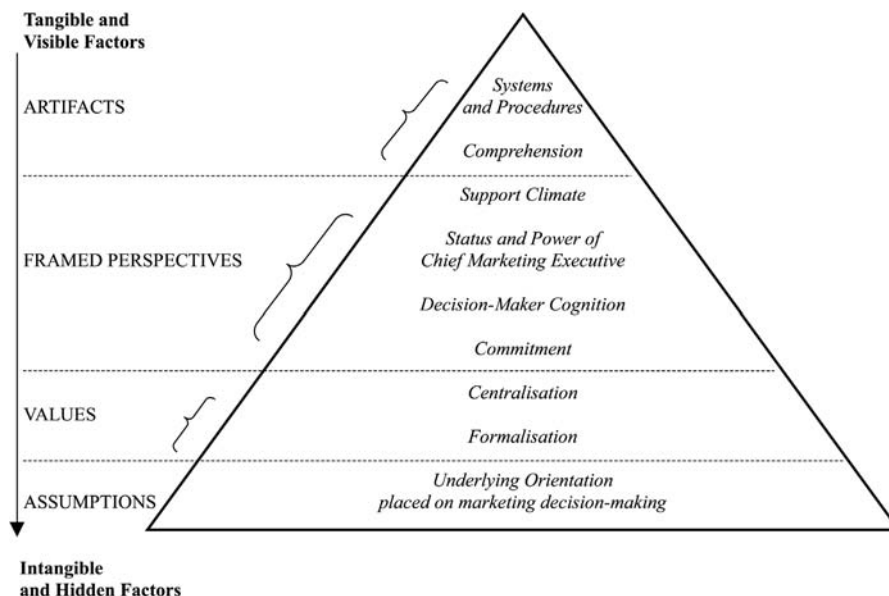 Tangible and
Visible Factors
Systems
and Procedures
ARTIFACTS
Comprehension
Support Climate
Status and Power of
Chief Marketing Executive
FRAMED PERSPECTIVES
Decision-Maker Cognition
Commitment
Centralisation
VALUES
Formalisation
Underlying Orientation
placed on marketing decision-making
ASSUMPTIONS
Intangible
and Hidden Factors